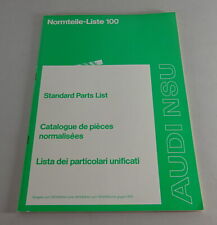 Normteile-Liste 100
Standard Parts List
Catalogue de pièces
normalisées
Lista dei particolari unificati
AUDI NSU